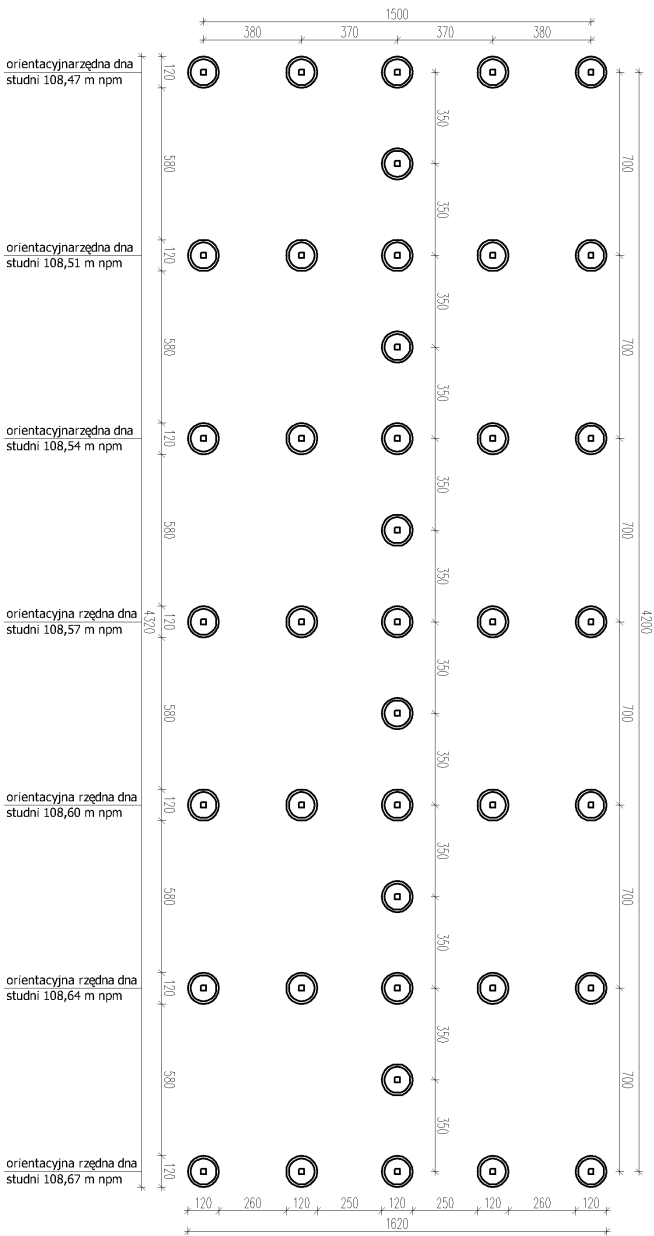 1500
380 370 370 380
orientacyjnarzędna dna
studni 108,47 m npm
120
350
580
700
350
orientacyjnarzędna dna
studni 108,51 m npm
120
350
580
700
350
orientacyjnarzędna dna
studni 108,54 m npm
120
350
580
700
350
orientacyjna rzędna dna
studni 108,57 m npm
4320
120
4200
350
580
700
350
orientacyjna rzędna dna
studni 108,60 m npm
120
350
580
700
350
orientacyjna rzędna dna
studni 108,64 m npm
120
350
580
700
350
orientacyjna rzędna dna
studni 108,67 m npm
120
120 260 120 250 120 250 120 260 120
1620